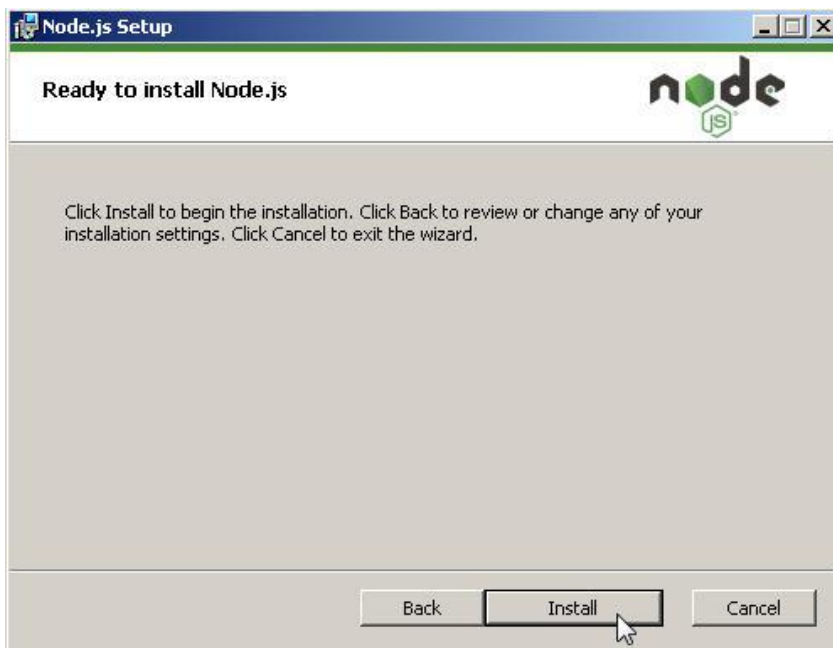 Node.js Setup
Ready to install Node.js
node
JS
Click Install to begin the installation. Click Back to review or change any of your
installation settings. Click Cancel to exit the wizard.
Back Install Cancel